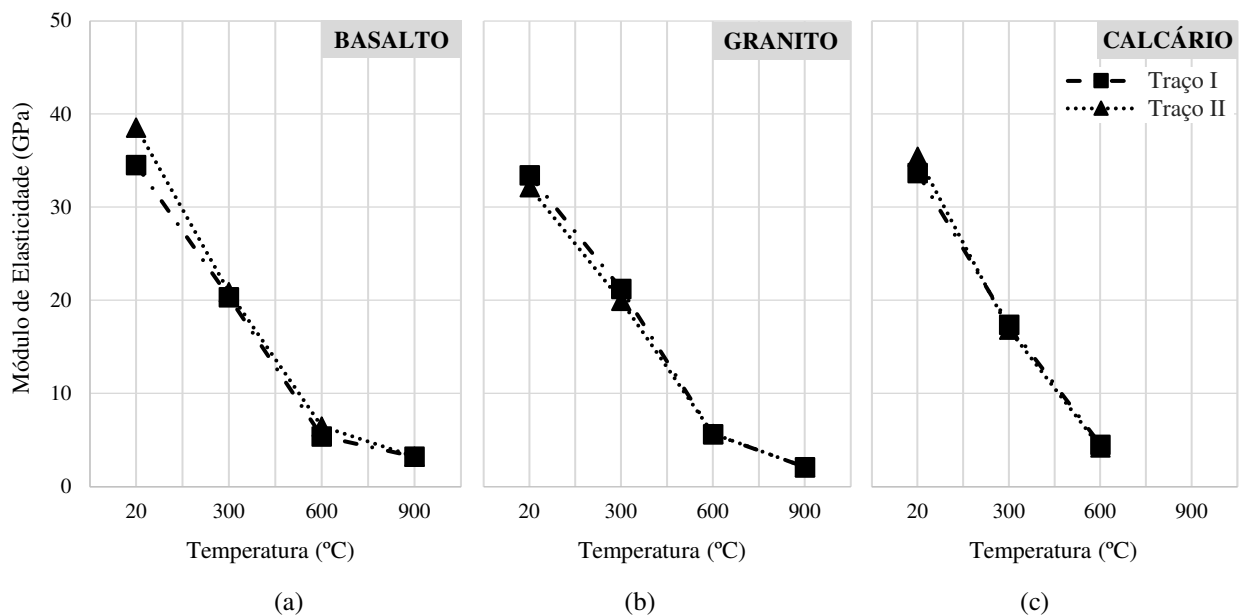 50
40
30
20
10
0
Módulo de Elasticidade (GPa)
BASALTO
20 300 600 900
Temperatura (ºC)
(a)
GRANITO
20 300 600 900
Temperatura (ºC)
(b)
CALCÁRIO
Traço I
Traço II
20 300 600 900
Temperatura (ºC)
(c)